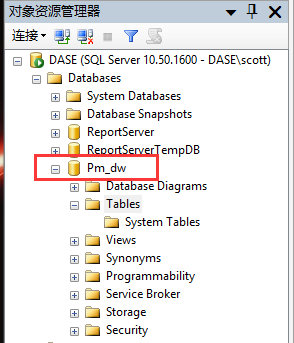 对象资源管理器
连接
DASE (SQL Server 10.50.1600 - DASE\scott)
Databases
System Databases
Database Snapshots
ReportServer
ReportServerTempDB
Pm_dw
Database Diagrams
Tables
System Tables
Views
Synonyms
Programmability
Service Broker
Storage
Security